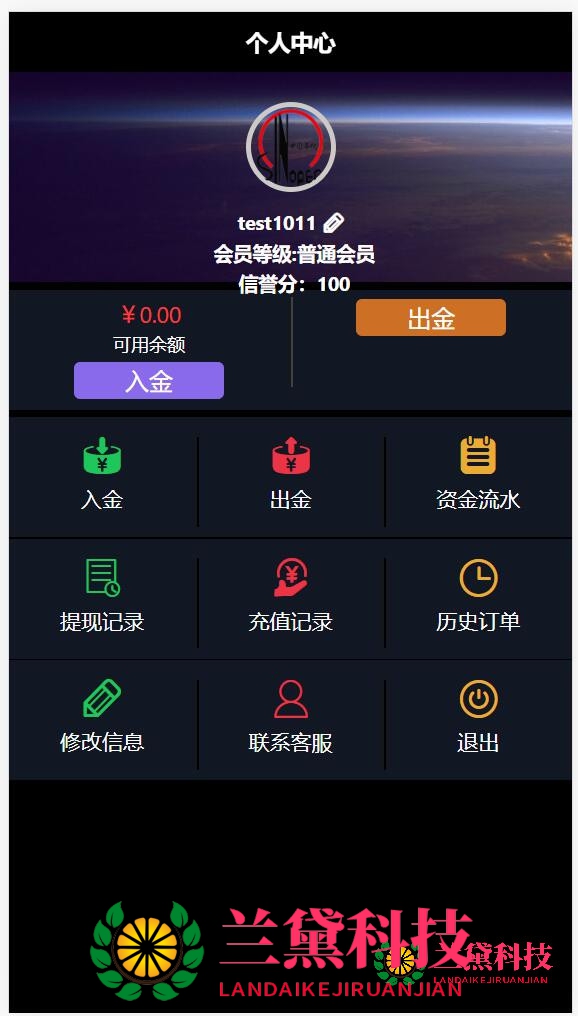 个人中心
test1011
会员等级:普通会员
信誉分：100
￥0.00
可用余额
入金
出金
入金
出金
资金流水
提现记录
充值记录
历史订单
修改信息
联系客服
退出
兰黛科技
LANDAIKEJIRUANJIAN
兰黛科技
LANDAIKEJIRUANJIAN